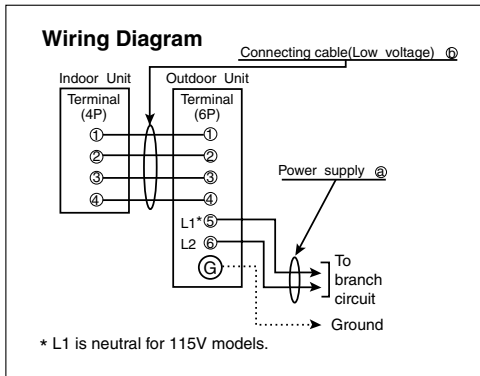 Wiring Diagram
Connecting cable(Low voltage) ⓑ
Indoor Unit
Outdoor Unit
Terminal
(4P)
Terminal
(6P)
① ①
② ②
③ ③
④ ④
L1* ⑤
L2 ⑥
Ⓖ
Power supply ⓐ
To
branch
circuit
Ground
* L1 is neutral for 115V models.